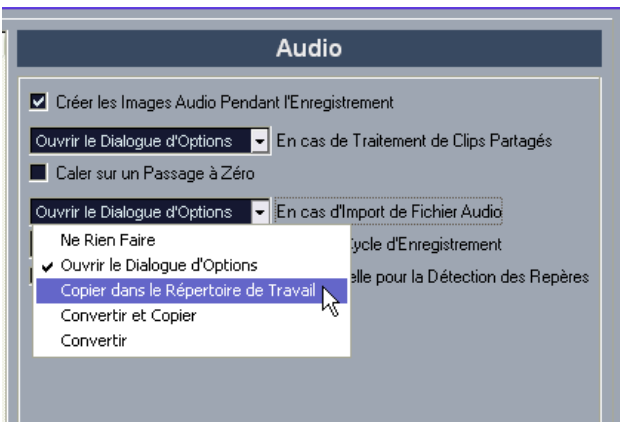 Audio
Créer les Images Audio Pendant l'Enregistrement
Ouvrir le Dialogue d'Options En cas de Traitement de Clips Partagés
Caler sur un Passage à Zéro
Ouvrir le Dialogue d'Options En cas d'Import de Fichier Audio
Ne Rien Faire
ycle d'Enregistrement
Ouvrir le Dialogue d'Options
elle pour la Détection des Repères
Copier dans le Répertoire de Travail
Convertir et Copier
Convertir